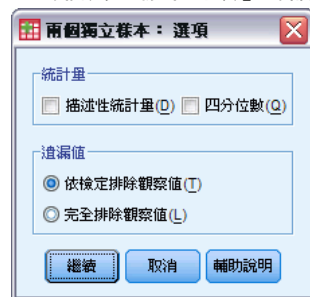 兩個獨立樣本： 選項
統計量
描述性統計量(D) 四分位數(Q)
遺漏值
依檢定排除觀察值(T)
完全排除觀察值(L)
繼續 取消 輔助說明